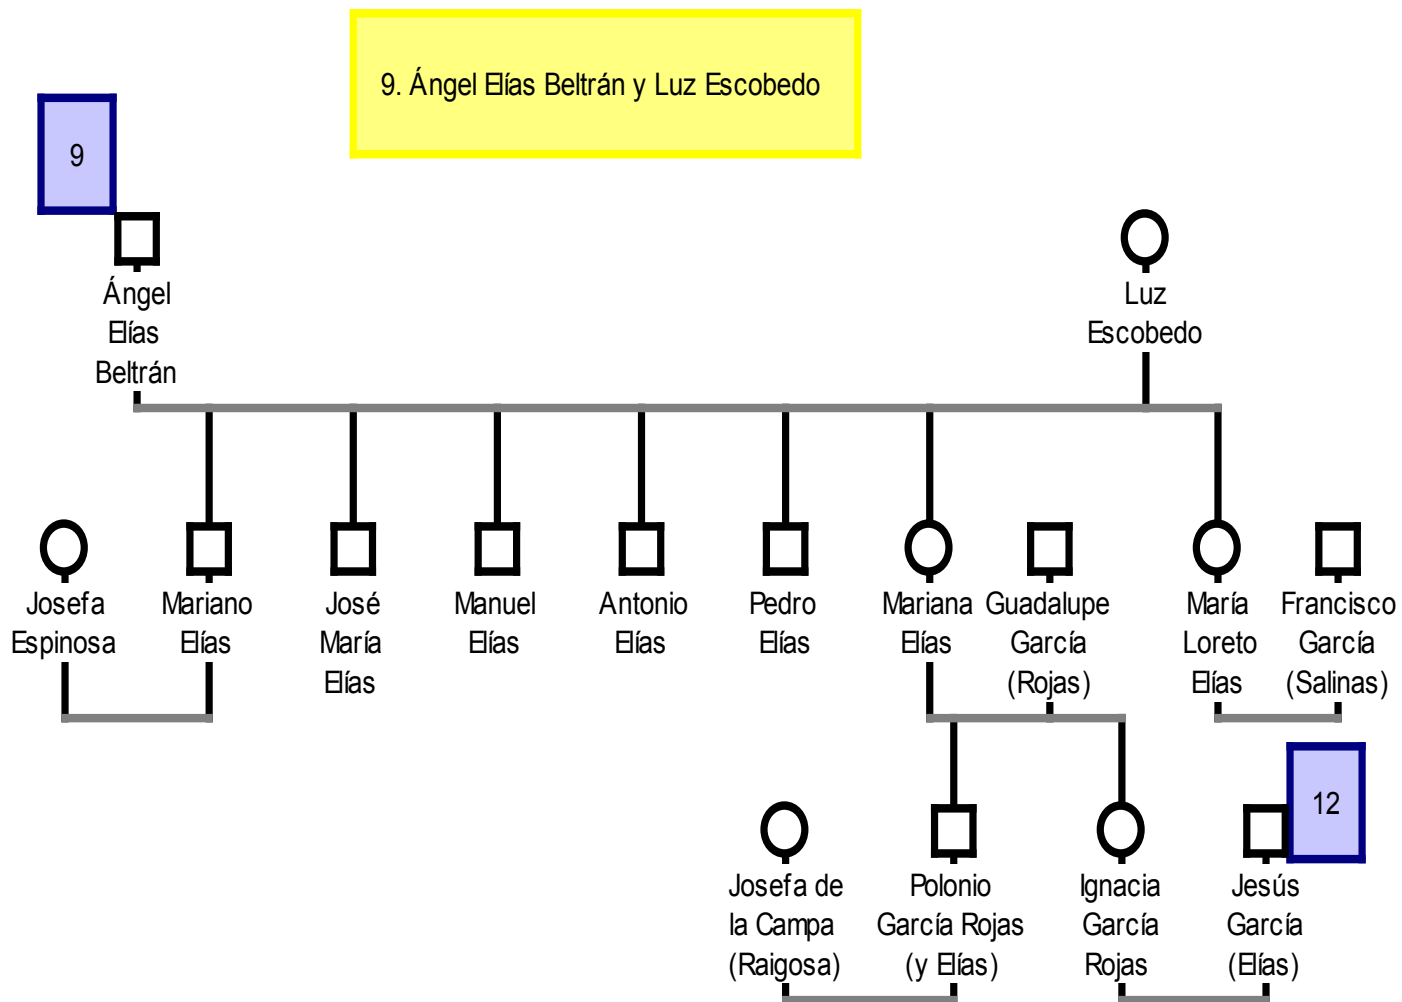 9. Ángel Elías Beltrán y Luz Escobedo
9
Ángel
Elías
Beltrán
Luz
Escobedo
Josefa
Espinosa
Mariano
Elías
José
María
Elías
Manuel
Elías
Antonio
Elías
Pedro
Elías
Mariana
Elías
Guadalupe
García
(Rojas)
María
Loreto
Elías
Francisco
García
(Salinas)
12
Josefa de
la Campa
(Raigosa)
Polonio
García Rojas
(y Elías)
Ignacia
García
Rojas
Jesús
García
(Elías)